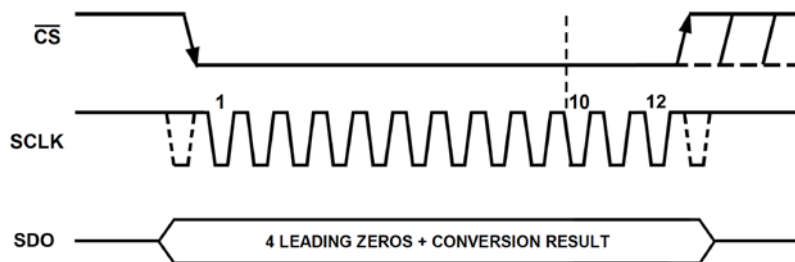 CS
1 10 12
SCLK
SDO 4 LEADING ZEROS + CONVERSION RESULT